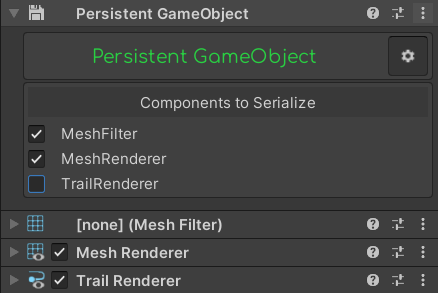 Persistent GameObject
Persistent GameObject
Components to Serialize
MeshFilter
MeshRenderer
TrailRenderer
[none] (Mesh Filter)
Mesh Renderer
Trail Renderer